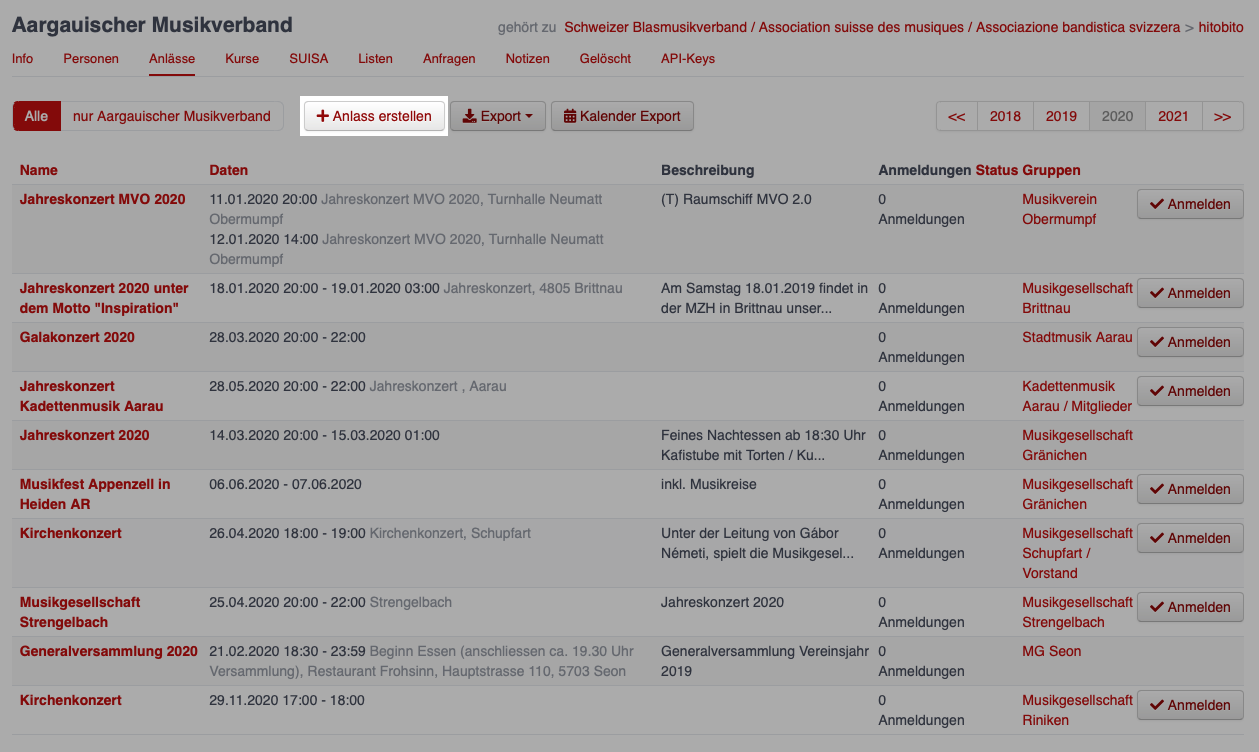 Aargauischer Musikverband
gehört zu Schweizer Blasmusikverband / Association suisse des musiques / Associazione bandistica svizzera > hitobito
Info Personen Anlässe Kurse SUISA Listen Anfragen Notizen Gelöscht API-Keys
Alle nur Aargauischer Musikverband Anlass erstellen Export Kalender Export << 2018 2019 2020 2021 >>
Name Daten Beschreibung Anmeldungen Status Gruppen
Jahreskonzert MVO 2020 11.01.2020 20:00 Jahreskonzert MVO 2020, Turnhalle Neumatt (T) Raumschiff MVO 2.0 0 Musikverein Anmelden
Obermumpf Anmeldungen Obermumpf
12.01.2020 14:00 Jahreskonzert MVO 2020, Turnhalle Neumatt
Obermumpf
Jahreskonzert 2020 unter 18.01.2020 20:00 - 19.01.2020 03:00 Jahreskonzert, 4805 Brittnau Am Samstag 18.01.2019 findet in 0 Musikgesellschaft Anmelden
dem Motto "Inspiration" der MZH in Brittnau unser... Anmeldungen Brittnau
Galakonzert 2020 28.03.2020 20:00 - 22:00 0 Stadtmusik Aarau Anmelden
Anmeldungen
Jahreskonzert 28.05.2020 20:00 - 22:00 Jahreskonzert , Aarau 0 Kadettenmusik Anmelden
Kadettenmusik Aarau Anmeldungen Aarau / Mitglieder
Jahreskonzert 2020 14.03.2020 20:00 - 15.03.2020 01:00 Feines Nachtessen ab 18:30 Uhr 0 Musikgesellschaft
Kafistube mit Torten / Ku... Anmeldungen Gränichen
Musikfest Appenzell in 06.06.2020 - 07.06.2020 inkl. Musikreise 0 Musikgesellschaft Anmelden
Heiden AR Anmeldungen Gränichen
Kirchenkonzert 26.04.2020 18:00 - 19:00 Kirchenkonzert, Schupfart Unter der Leitung von Gábor 0 Musikgesellschaft Anmelden
Németi, spielt die Musikgesel... Anmeldungen Schupfart /
Vorstand
Musikgesellschaft 25.04.2020 20:00 - 22:00 Strengelbach Jahreskonzert 2020 0 Musikgesellschaft Anmelden
Strengelbach Anmeldungen Strengelbach
Generalversammlung 2020 21.02.2020 18:30 - 23:59 Beginn Essen (anschliessen ca. 19.30 Uhr Generalversammlung Vereinsjahr 0 MG Seon
Versammlung), Restaurant Frohsinn, Hauptstrasse 110, 5703 Seon 2019 Anmeldungen
Kirchenkonzert 29.11.2020 17:00 - 18:00 0 Musikgesellschaft Anmelden
Anmeldungen Riniken